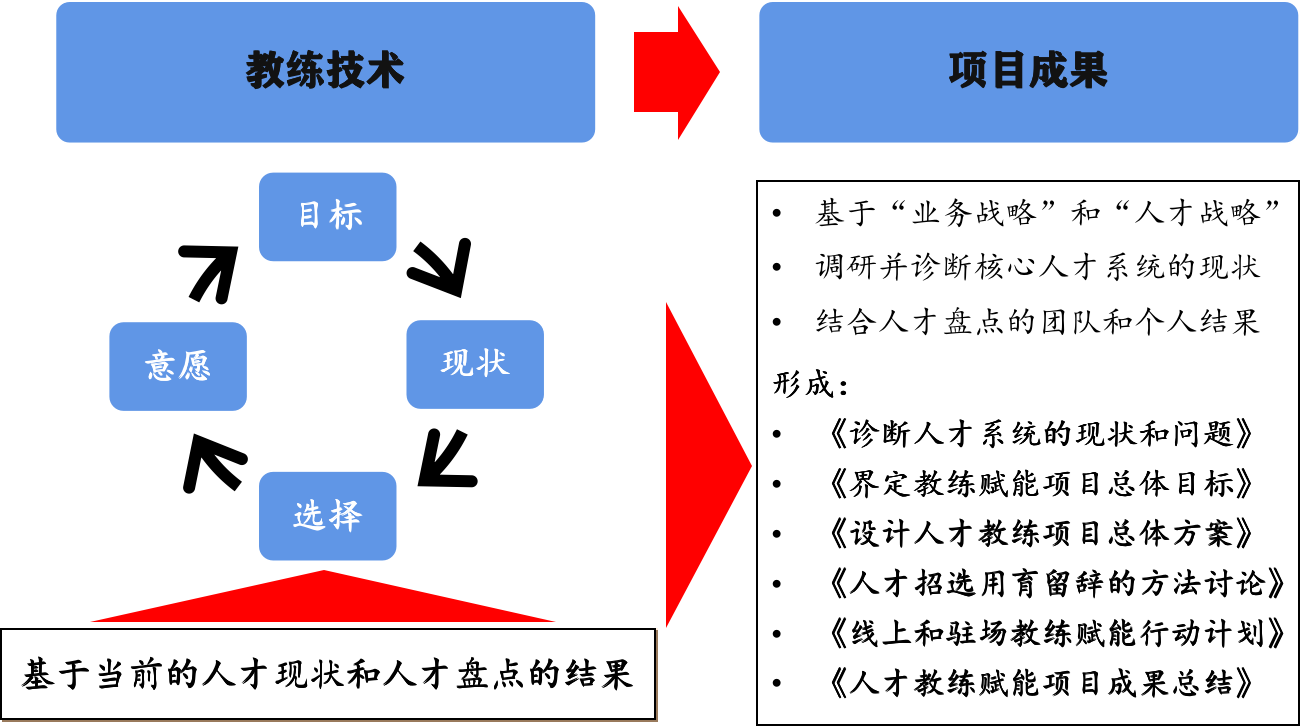 教练技术
项目成果
目标
现状
选择
意愿
基于当前的人才现状和人才盘点的结果
• 基于“业务战略”和“人才战略”
• 调研并诊断核心人才系统的现状
• 结合人才盘点的团队和个人结果
形成：
• 《诊断人才系统的现状和问题》
• 《界定教练赋能项目总体目标》
• 《设计人才教练项目总体方案》
• 《人才招选用育留辞的方法讨论》
• 《线上和驻场教练赋能行动计划》
• 《人才教练赋能项目成果总结》